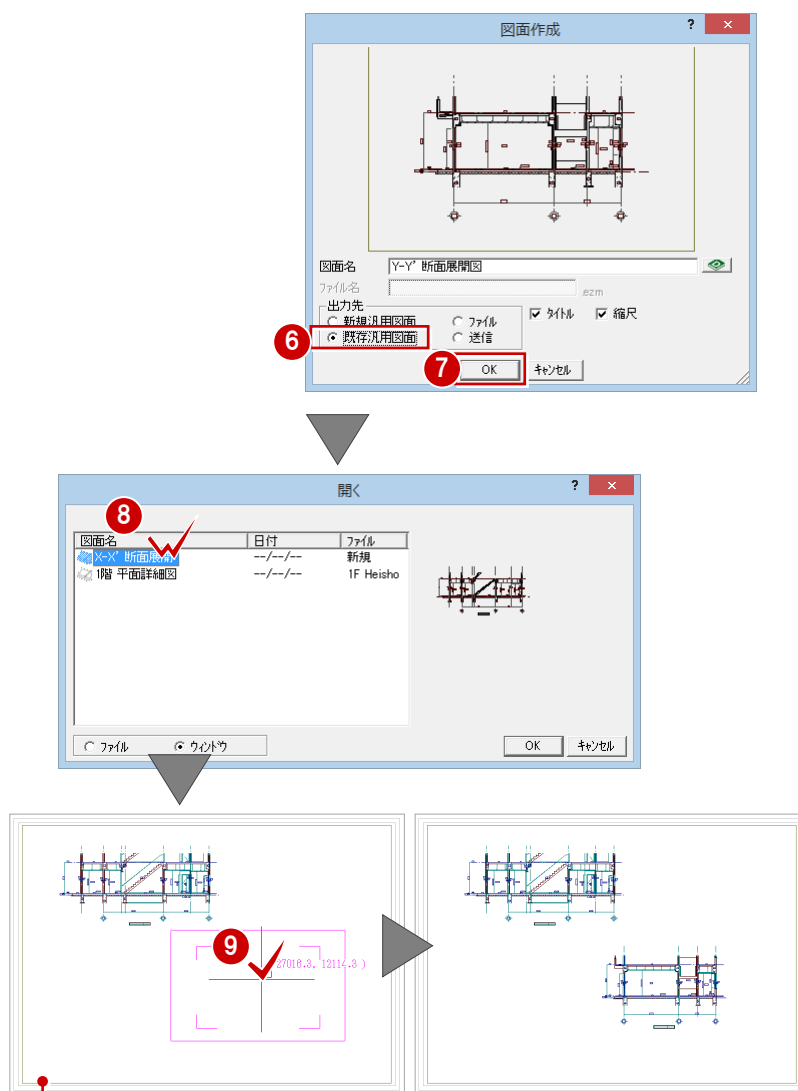 図面作成
? ×
図面名 Y-Y' 断面展開図
ファイル名 .ezm
出力先
新規汎用図面 ファイル タイトル 縮尺
6 既存汎用図面 送信
7 OK キャンセル
開く
? ×
8
図面名 日付 ファイル
X-X' 断面展開 --/--/-- 新規
1階 平面詳細図 --/--/-- 1F Heisho
ファイル ウィンドウ OK キャンセル
9
27016.3, 12114.3 )